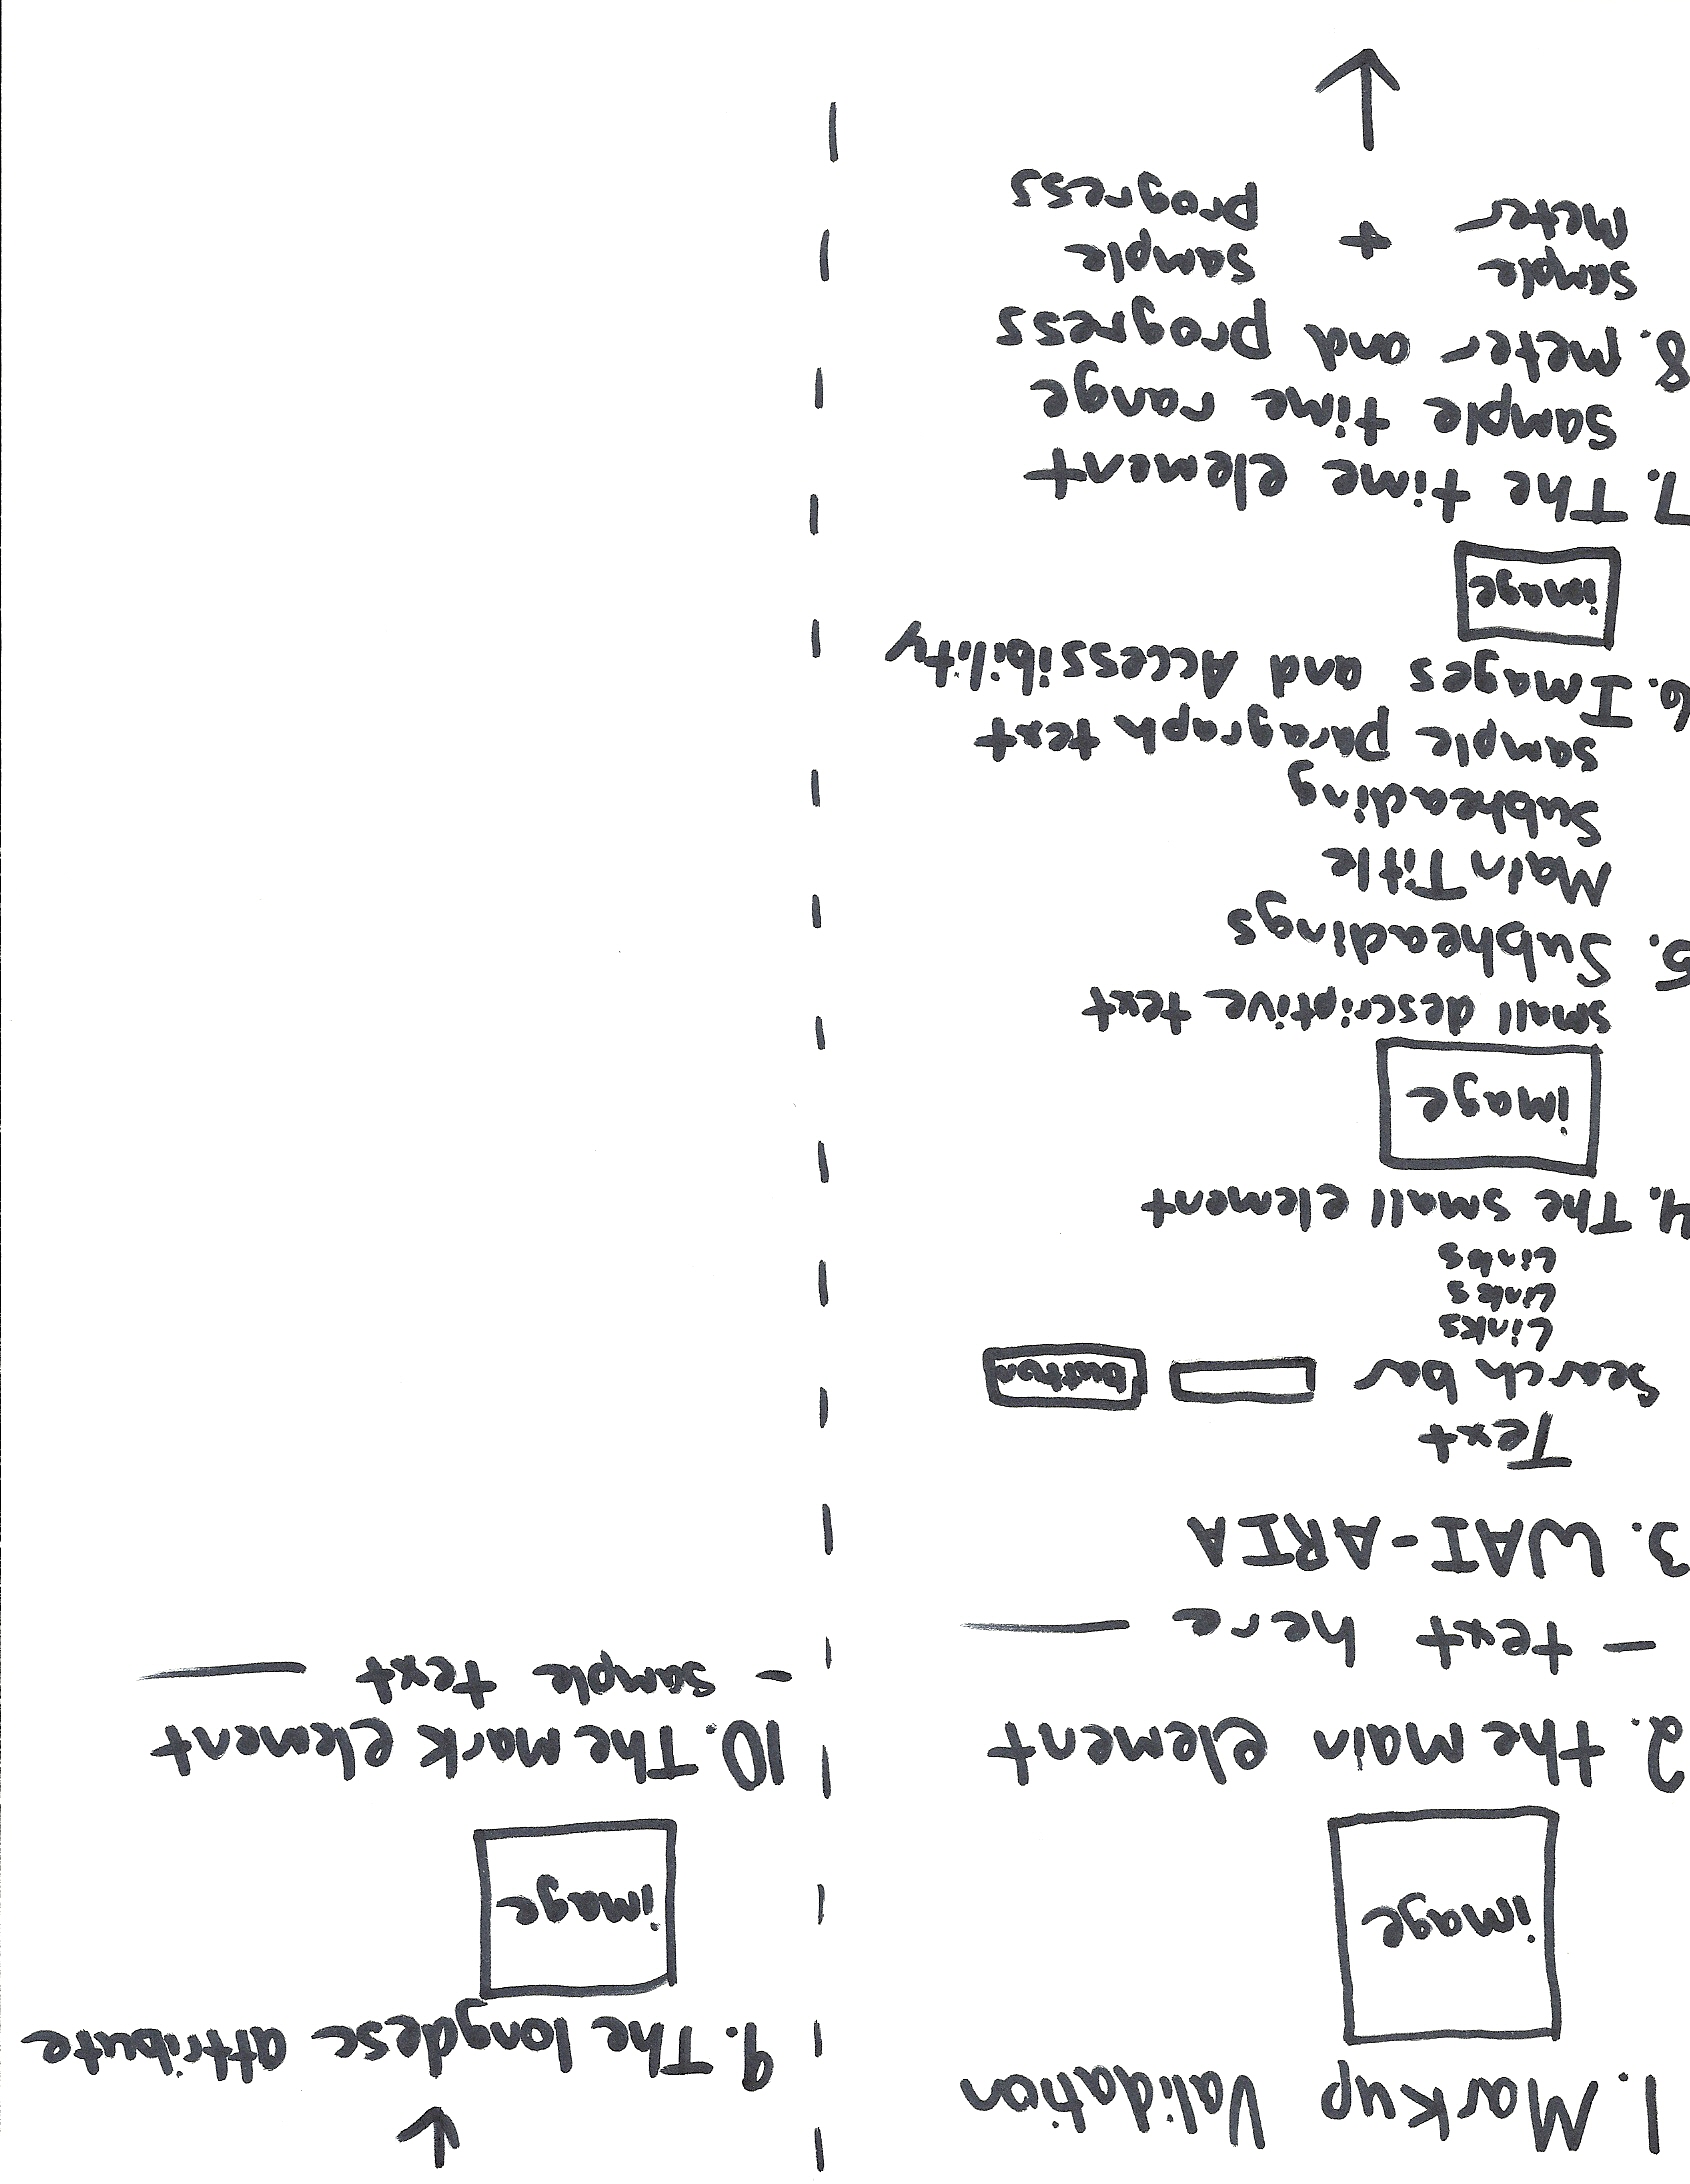 1. Markup Validation
image
2. the main element
- text here
3. WAI-ARIA
Text
Search bar button
Links
Links
Links
4. The small element
image
small descriptive text
5. Subheadings
Main Title
Subheading
sample paragraph text
6. Images and Accessibility
image
7. The time element
sample time range
8. meter and progress
sample meter + sample progress
9. The longdesc attribute
image
10. The mark element
- sample text